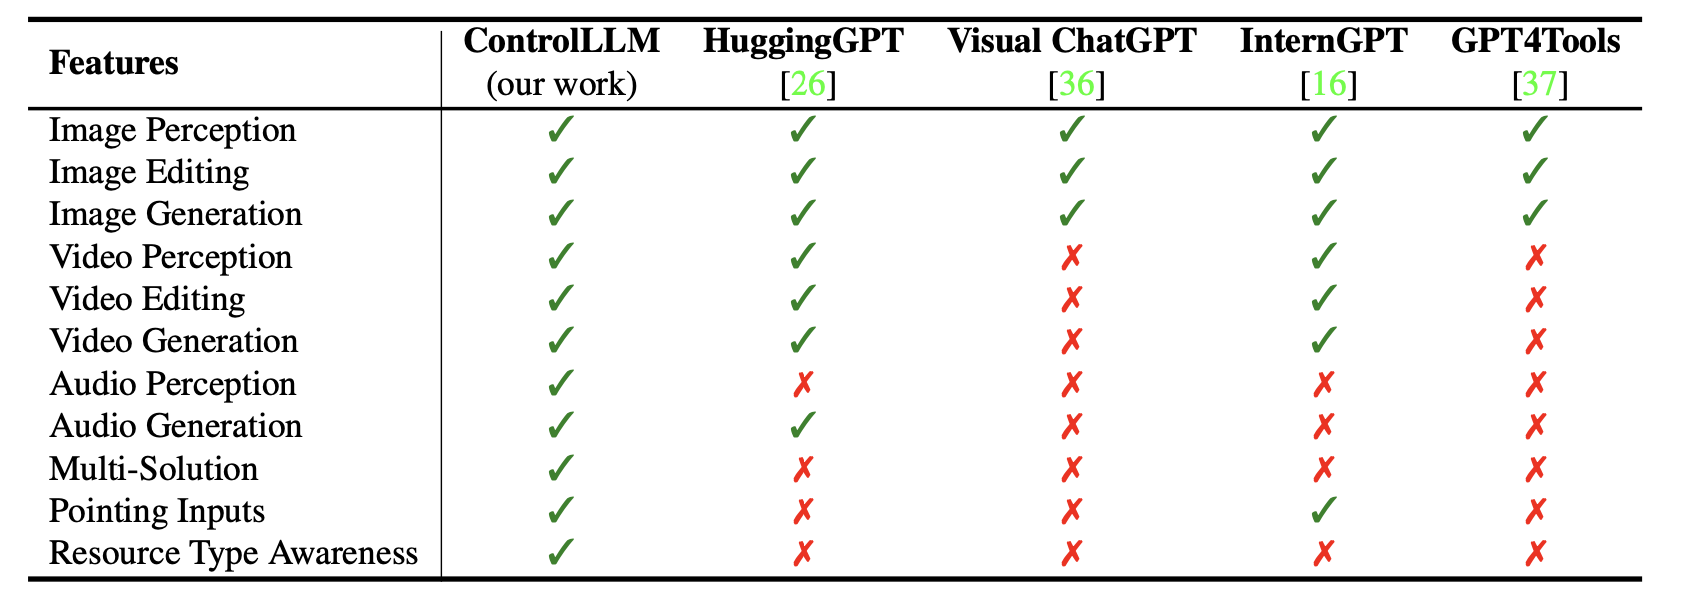 Features ControlLLM HuggingGPT Visual ChatGPT InternGPT GPT4Tools
(our work) [26] [36] [16] [37]
Image Perception ✓ ✓ ✓ ✓ ✓
Image Editing ✓ ✓ ✓ ✓ ✓
Image Generation ✓ ✓ ✓ ✓ ✓
Video Perception ✓ ✓ ✗ ✓ ✗
Video Editing ✓ ✓ ✗ ✓ ✗
Video Generation ✓ ✓ ✗ ✓ ✗
Audio Perception ✓ ✗ ✗ ✗ ✗
Audio Generation ✓ ✓ ✗ ✗ ✗
Multi-Solution ✓ ✗ ✗ ✗ ✗
Pointing Inputs ✓ ✗ ✗ ✓ ✗
Resource Type Awareness ✓ ✗ ✗ ✗ ✗